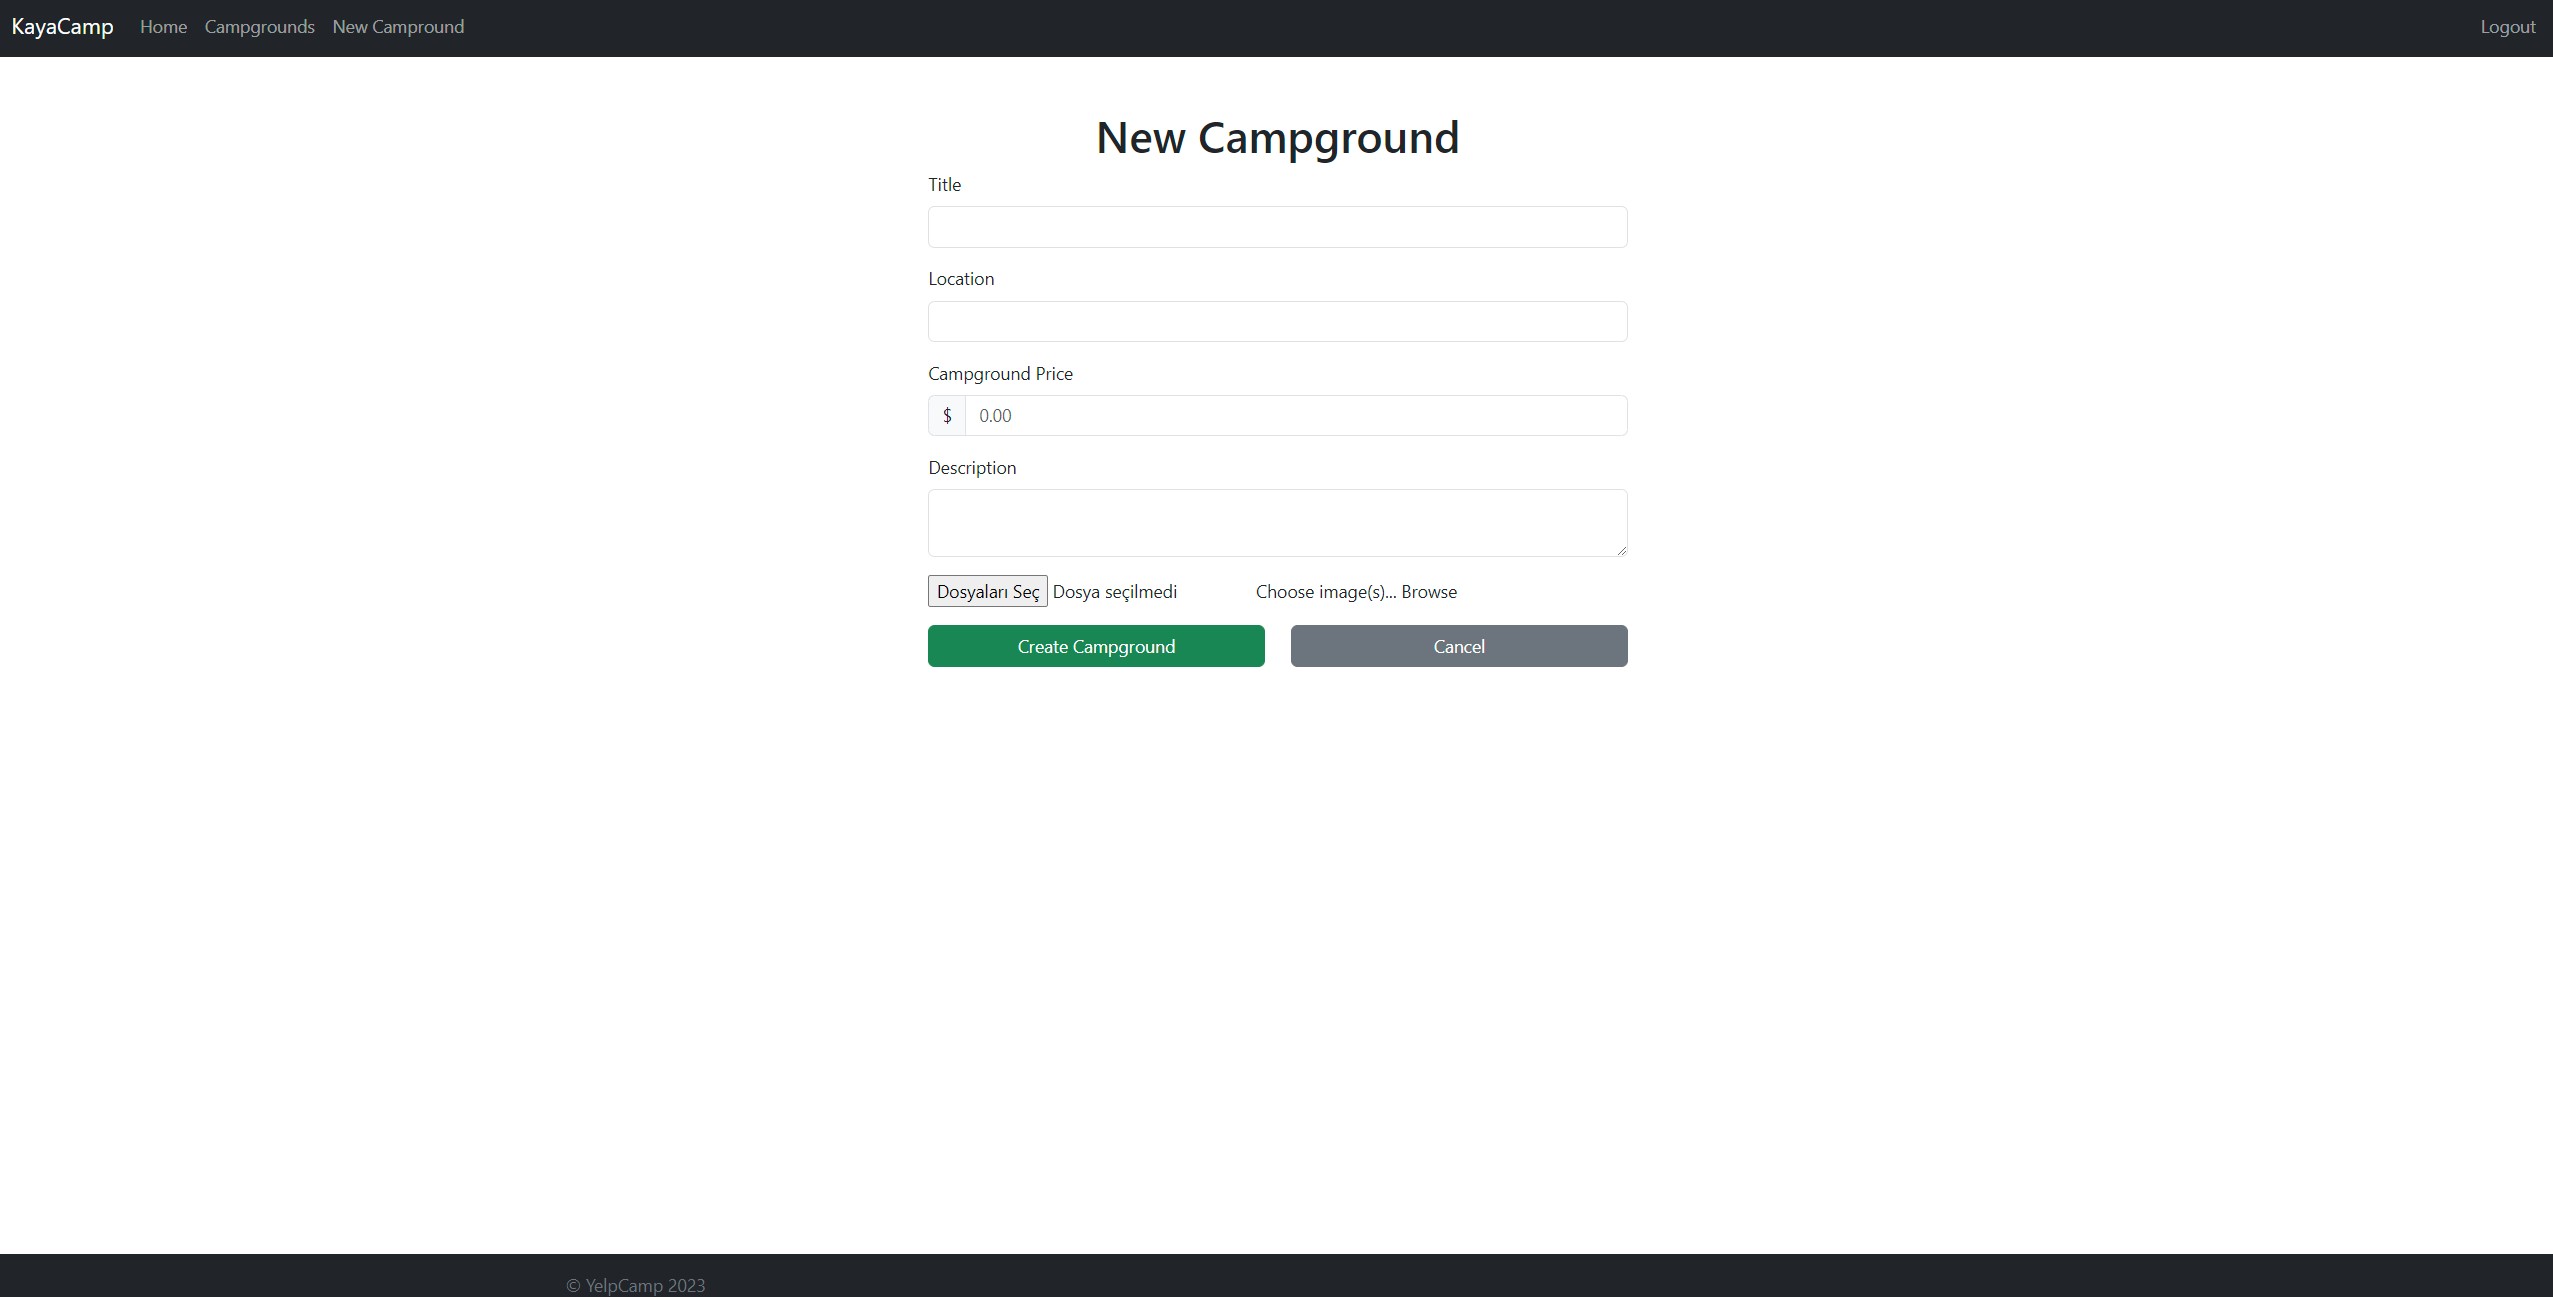 KayaCamp Home Campgrounds New Campround Logout
New Campground
Title
Location
Campground Price
$ 0.00
Description
Dosyaları Seç Dosya seçilmedi Choose image(s)... Browse
Create Campground Cancel
© YelpCamp 2023